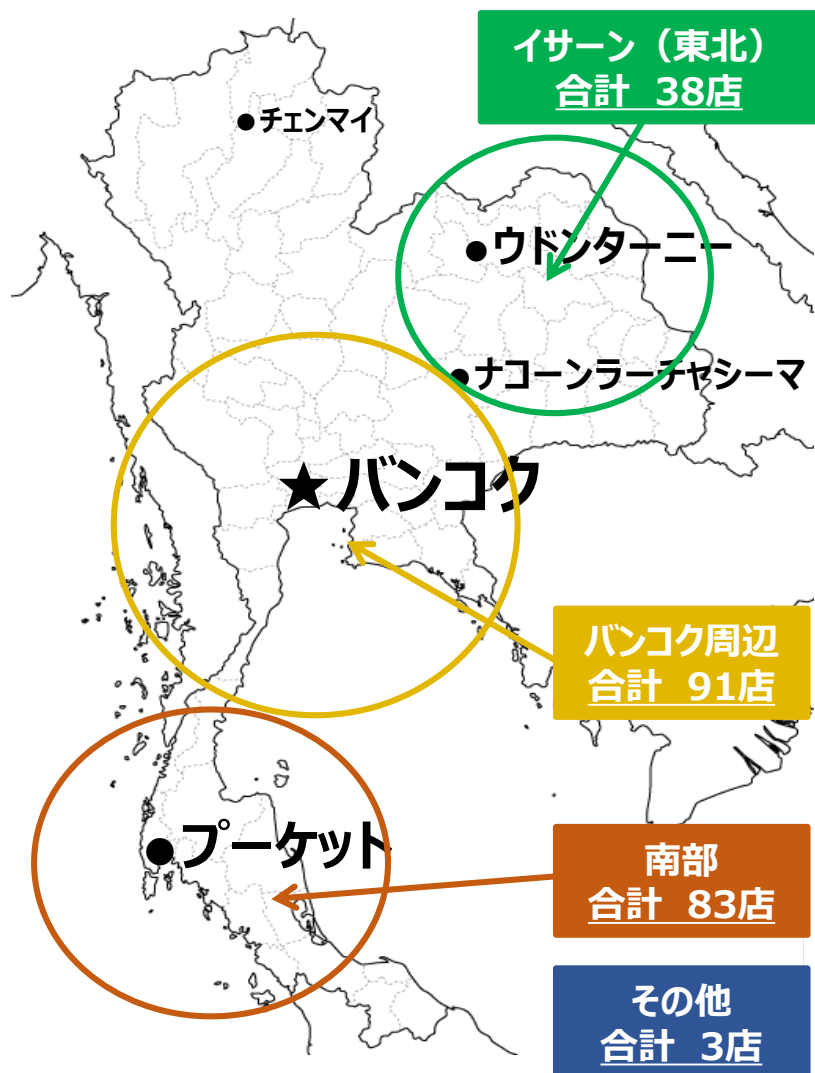 イサーン（東北）
合計 38店
●チェンマイ
●ウドンターニー
●ナコーンラーチャシーマ
★バンコク
バンコク周辺
合計 91店
●プーケット
南部
合計 83店
その他
合計 3店